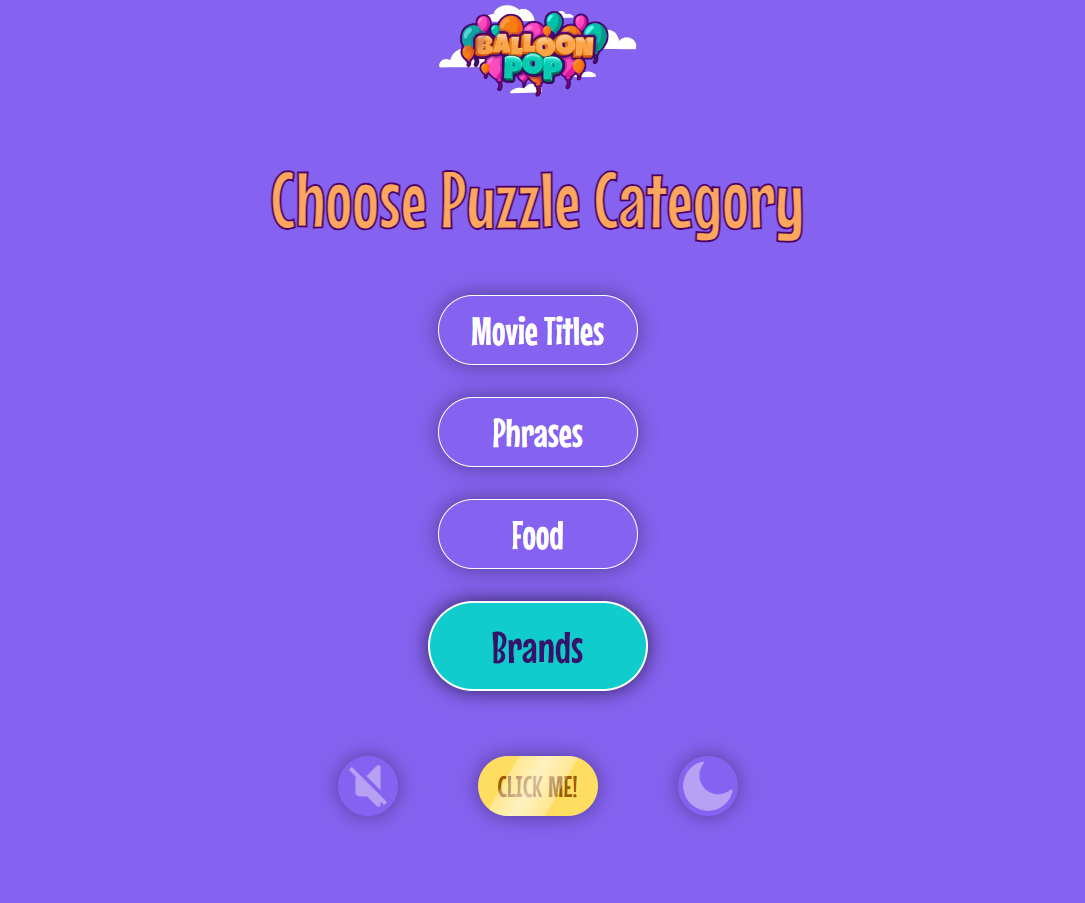 BALLOON
POP
Choose Puzzle Category
Movie Titles
Phrases
Food
Brands
CLICK ME!